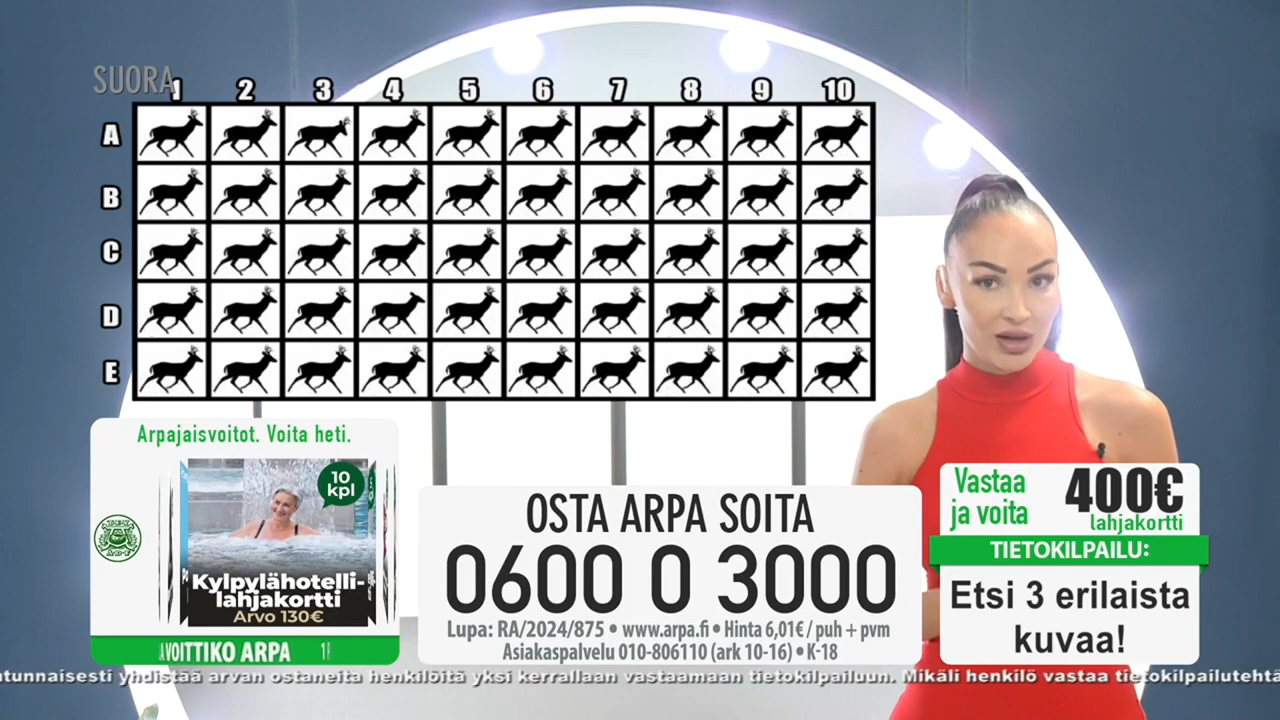 SUORA
1 2 3 4 5 6 7 8 9 10
A
B
C
D
E
Arpajaisvoitot. Voita heti.
10
kpl
Kylpylähotelli-
lahjakortti
Arvo 130€
VOITTIKO ARPA
OSTA ARPA SOITA
0600 0 3000
Lupa: RA/2024/875 • www.arpa.fi • Hinta 6,01€ / puh + pvm
Asiakaspalvelu 010-806110 (ark 10-16) • K-18
Vastaa
ja voita
400€
lahjakortti
TIETOKILPAILU:
Etsi 3 erilaista
kuvaa!
atunnaisesti yhdistää arvan ostaneita henkilöitä yksi kerrallaan vastaamaan tietokilpailuun. Mikäli henkilö vastaa tietokilpailutehtä